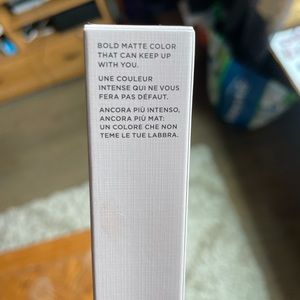 BOLD MATTE COLOR
THAT CAN KEEP UP
WITH YOU.
UNE COULEUR
INTENSE QUI NE VOUS
FERA PAS DÉFAUT.
ANCORA PIÙ INTENSO,
ANCORA PIÙ MAT:
UN COLORE CHE NON
TEME LE TUE LABBRA.